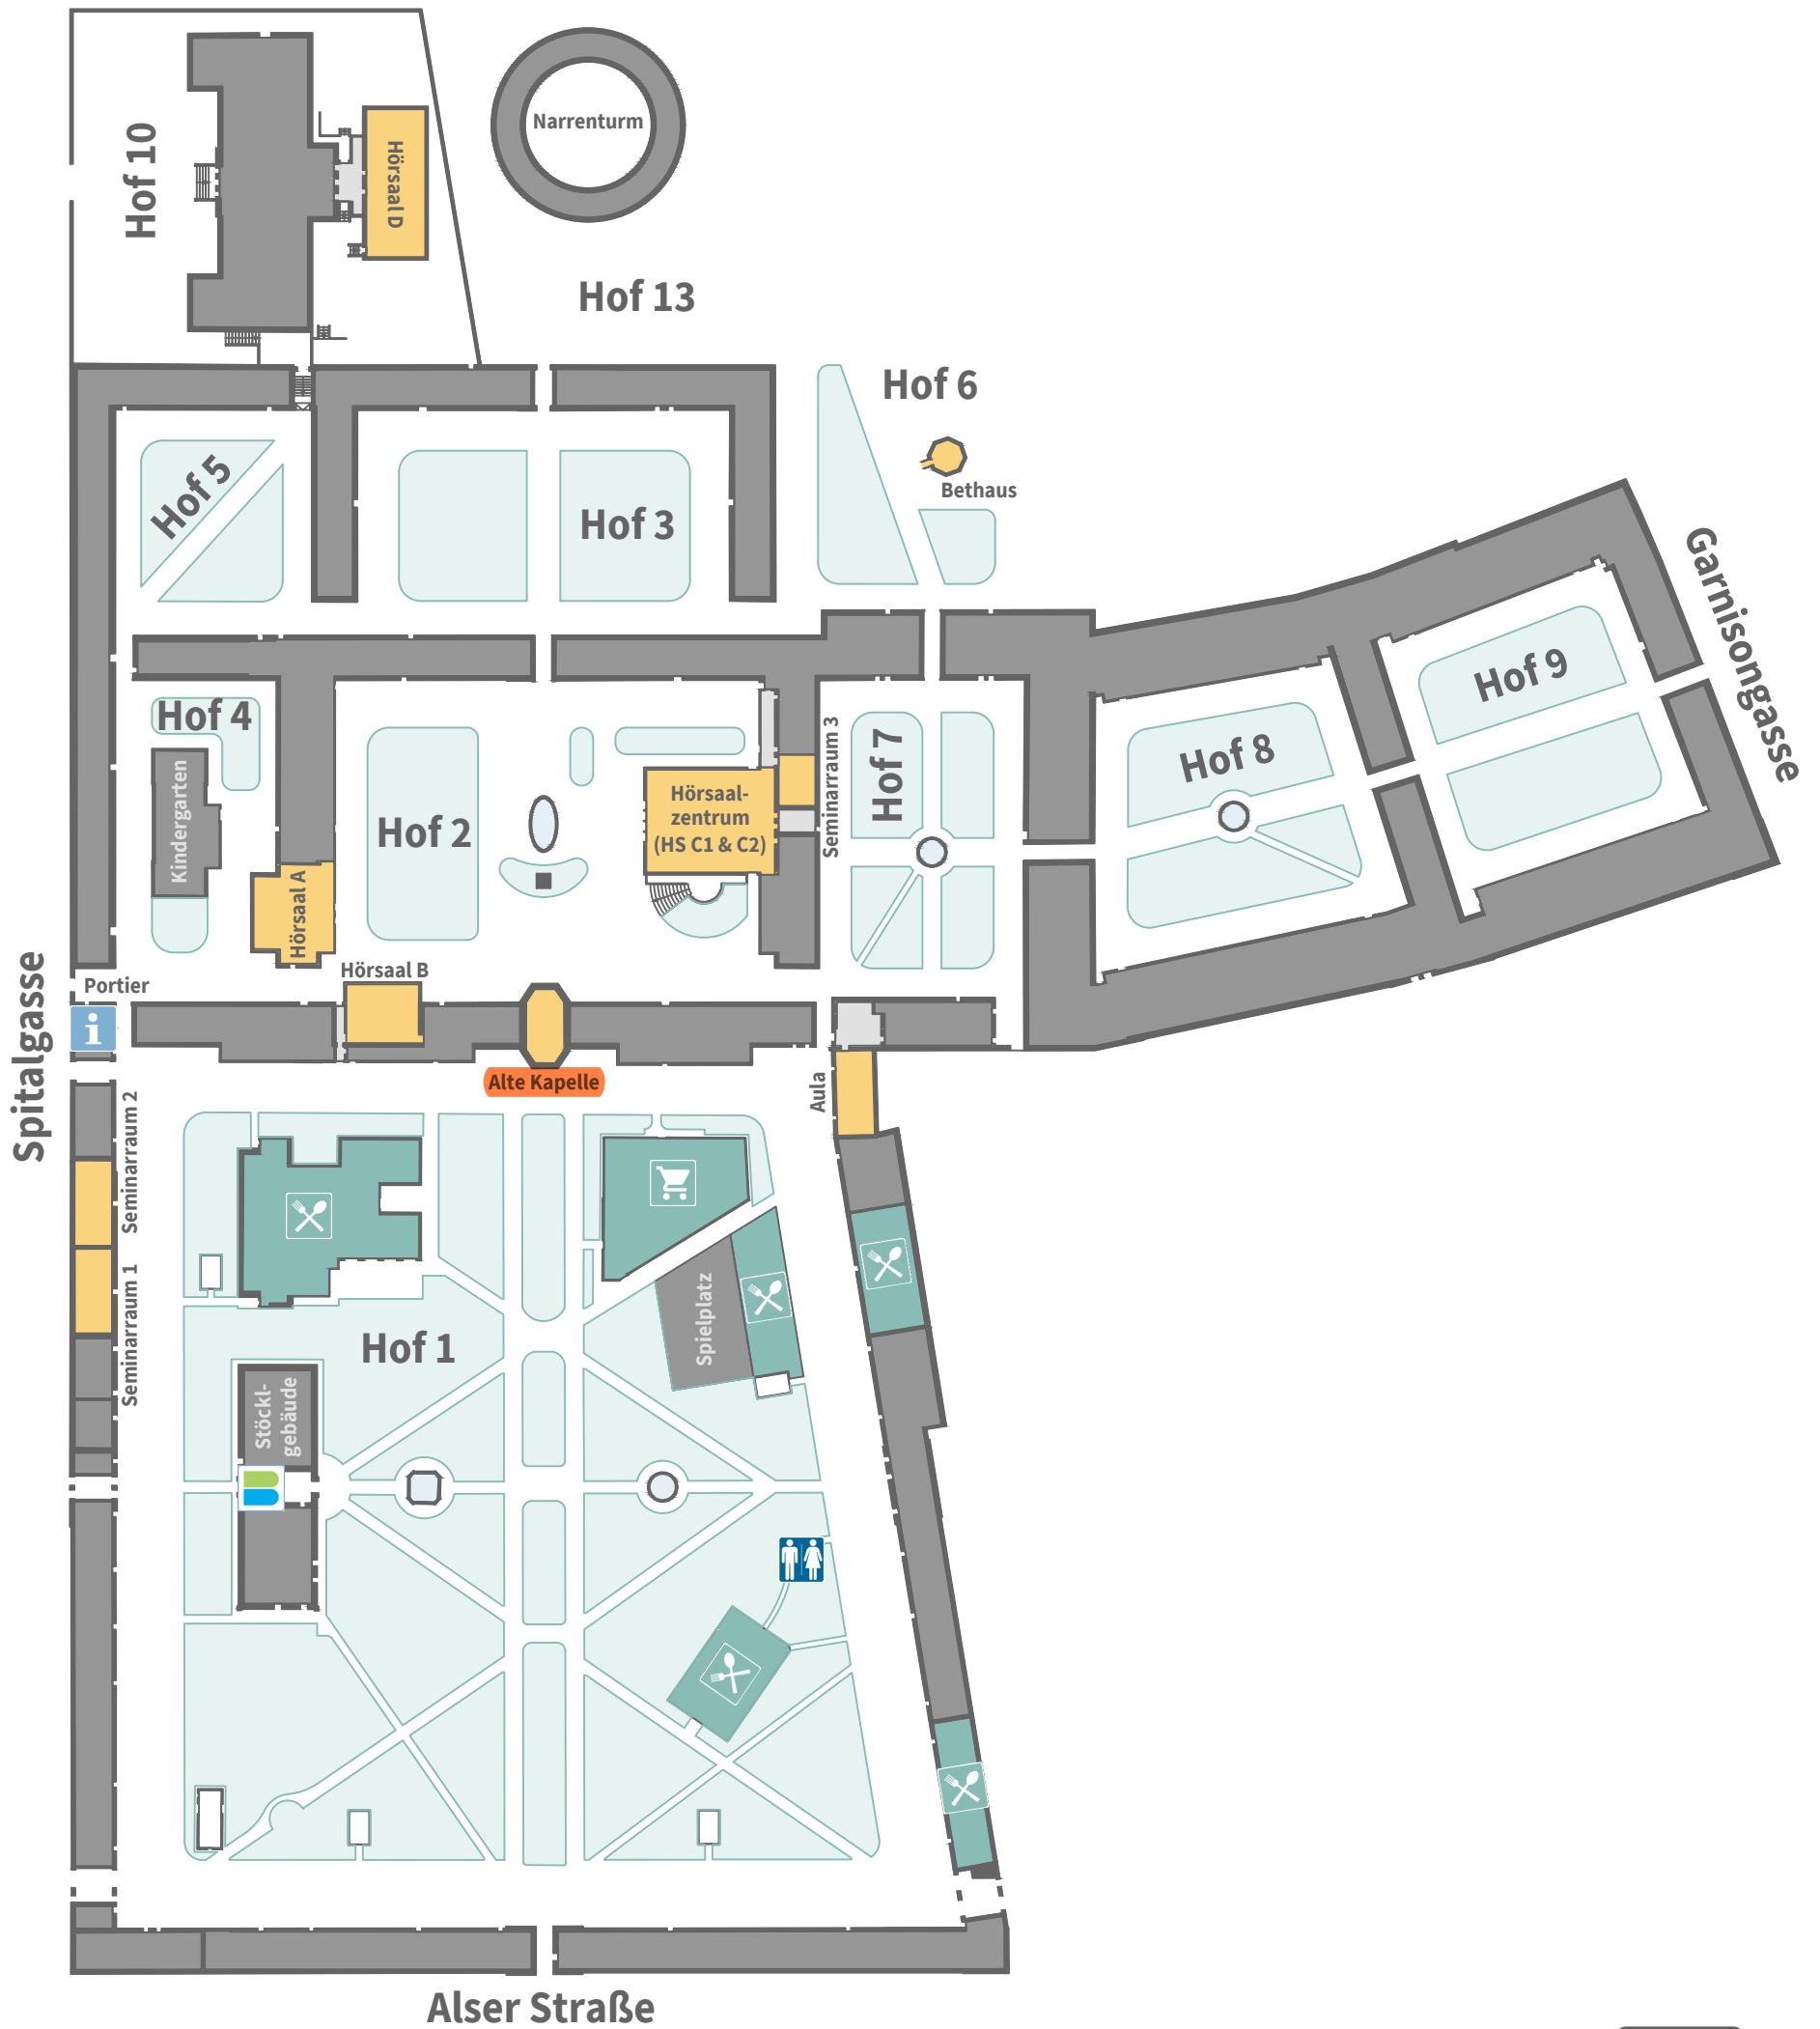 Narrenturm
Hof 10
Hörsaal D
Hof 13
Hof 6
Bethaus
Hof 5
Hof 3
Garnisongasse
Hof 9
Hof 4
Hof 7
Hof 8
Kindergarten
Hof 2
Hörsaal-
zentrum
(HS C1 & C2)
Seminarraum 3
Hörsaal A
Hörsaal B
Portier
i
Spitalgasse
Alte Kapelle
Aula
Seminarraum 2
Seminarraum 1
Spielplatz
Hof 1
Stöckl-
gebäude
Alser Straße